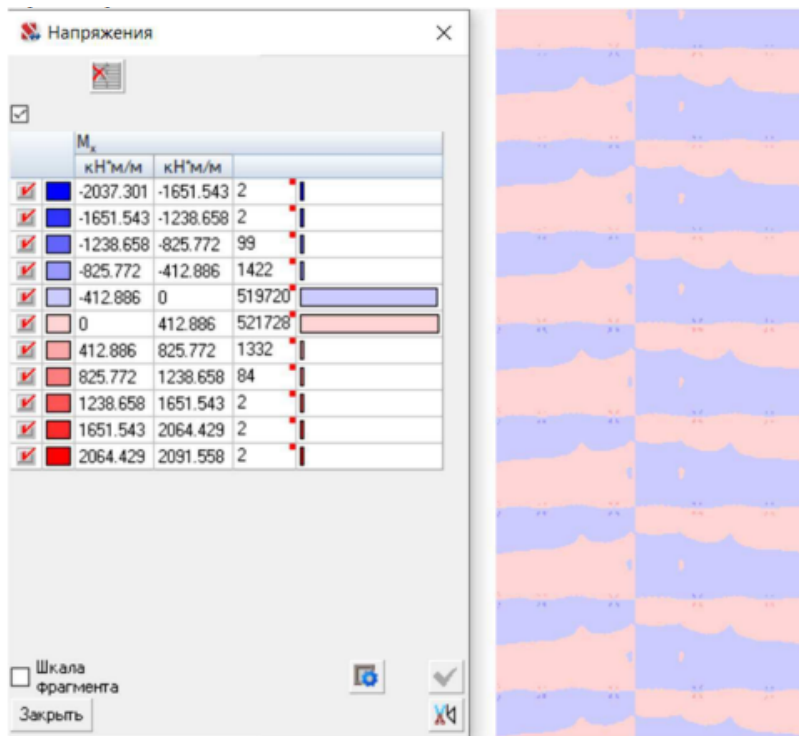 Напряжения
Mx
кН*м/м кН*м/м
-2037.301 -1651.543 2
-1651.543 -1238.658 2
-1238.658 -825.772 99
-825.772 -412.886 1422
-412.886 0 519720
0 412.886 521728
412.886 825.772 1332
825.772 1238.658 84
1238.658 1651.543 2
1651.543 2064.429 2
2064.429 2091.558 2
Шкала
фрагмента
Закрыть